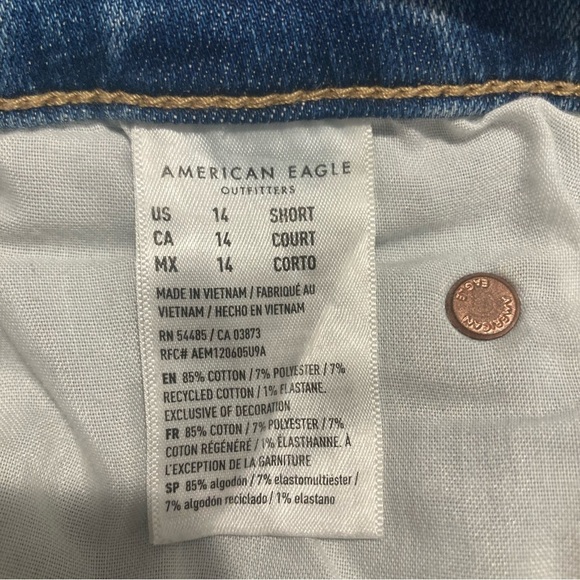 AMERICAN EAGLE
OUTFITTERS
US 14 SHORT
CA 14 COURT
MX 14 CORTO
MADE IN VIETNAM / FABRIQUÉ AU
VIETNAM / HECHO EN VIETNAM
RN 54485 / CA 03873
RFC# AEM120605U9A
EN 85% COTTON / 7% POLYESTER / 7%
RECYCLED COTTON / 1% ELASTANE.
EXCLUSIVE OF DECORATION
FR 85% COTON / 7% POLYESTER / 7%
COTON RÉGÉNÉRÉ / 1% ÉLASTHANNE. À
L'EXCEPTION DE LA GARNITURE
SP 85% algodón / 7% elastomultiéster /
7% algodón reciclado / 1% elastano
AMERICAN
EAGLE